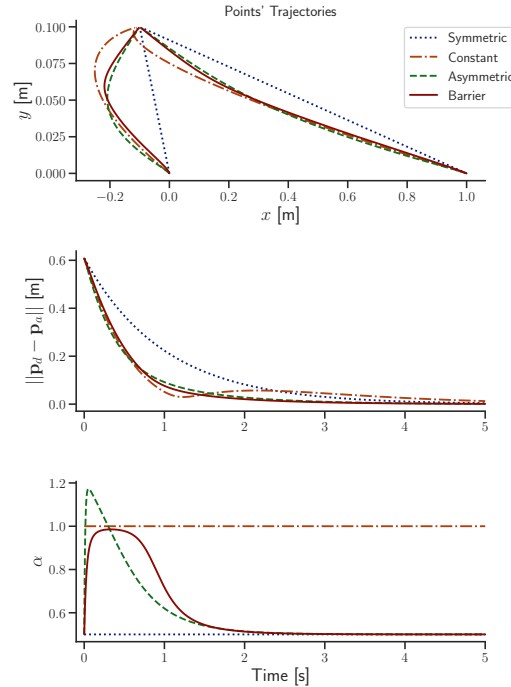 Points' Trajectories
0.100
0.075
0.050
0.025
0.000
y [m]
−0.2 0.0 0.2 0.4 0.6 0.8 1.0
x [m]
Symmetric
Constant
Asymmetric
Barrier
0.6
0.4
0.2
0.0
||p_d − p_a|| [m]
0 1 2 3 4 5
1.2
1.0
0.8
0.6
α
0 1 2 3 4 5
Time [s]